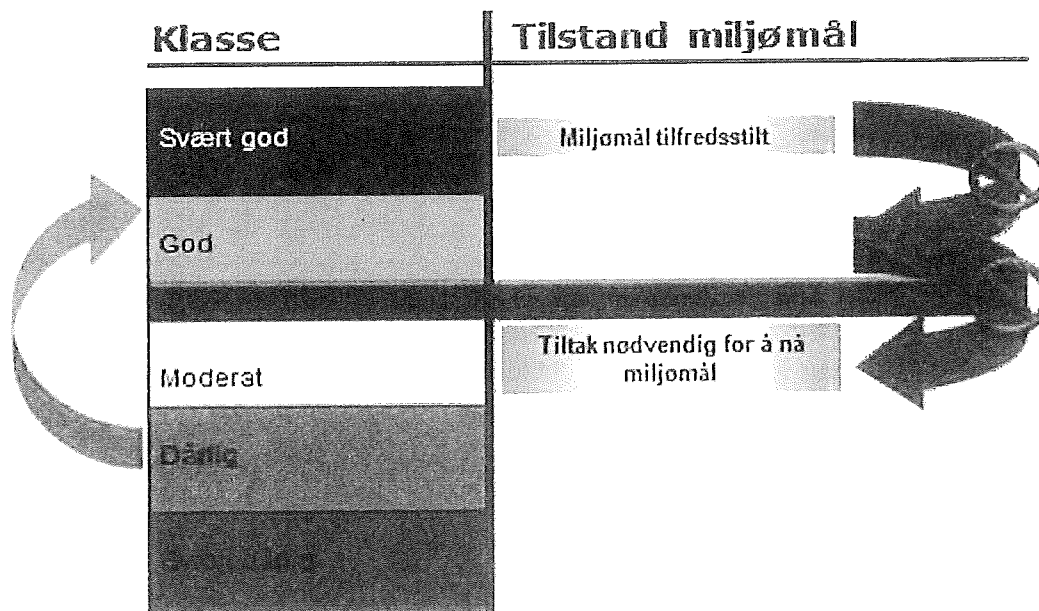 Klasse
Tilstand miljømål
Svært god
Miljømål tilfredsstilt
God
Tiltak nødvendig for å nå
miljømål
Moderat
Dårlig